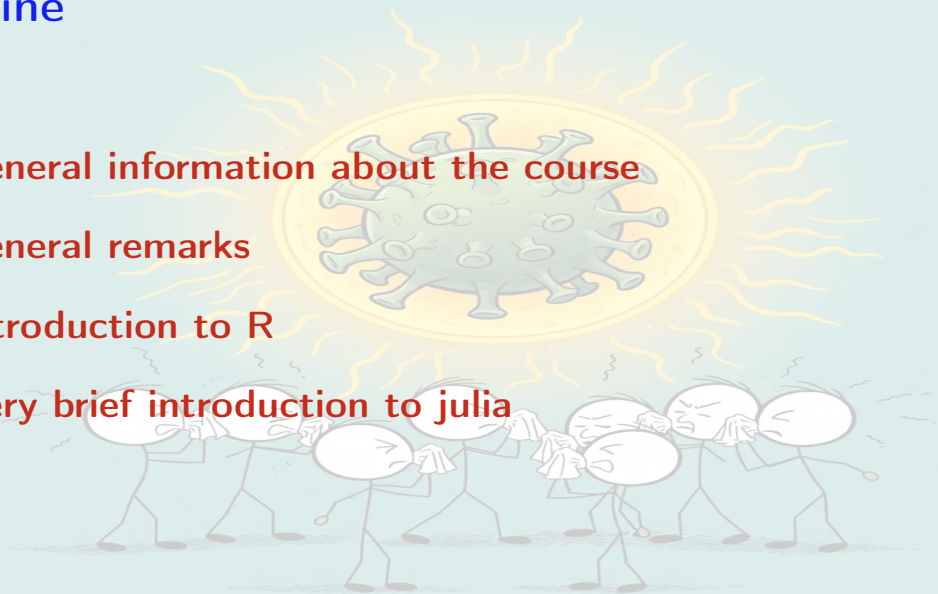 ine
eneral information about the course
eneral remarks
troduction to R
ery brief introduction to julia